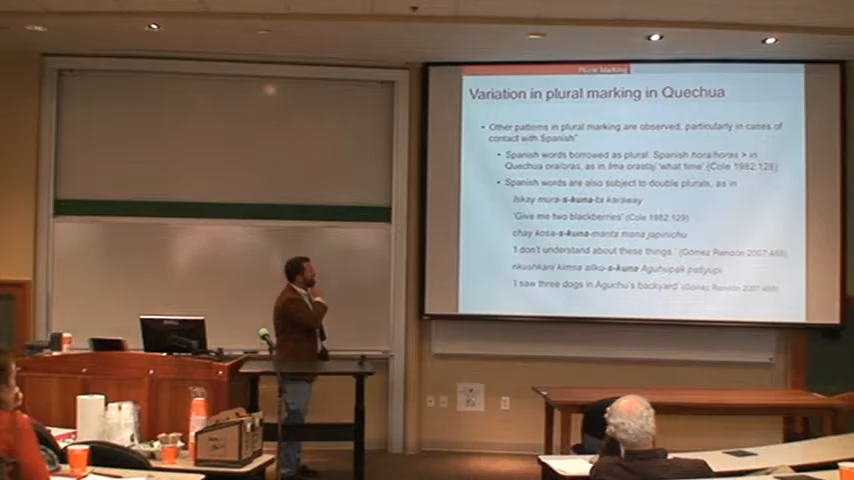 Plural Marking
Variation in plural marking in Quechua
• Other patterns in plural marking are observed, particularly in cases of
contact with Spanish"
• Spanish words borrowed as plural: Spanish hora/horas > in
Quechua ora/oras, as in Ima orastaj 'what time' (Cole 1982:128)
• Spanish words are also subject to double plurals, as in
Iskay mura-s-kuna-ta karaway
'Give me two blackberries' (Cole 1982:129)
chay kosa-s-kuna-manta mana japinichu
'I don't understand about these things.' (Gómez Rendón 2007:488)
rikushkani kimsa allku-s-kuna Aguhupak patiyupi
'I saw three dogs in Aguchu's backyard' (Gómez Rendón 2007:489)